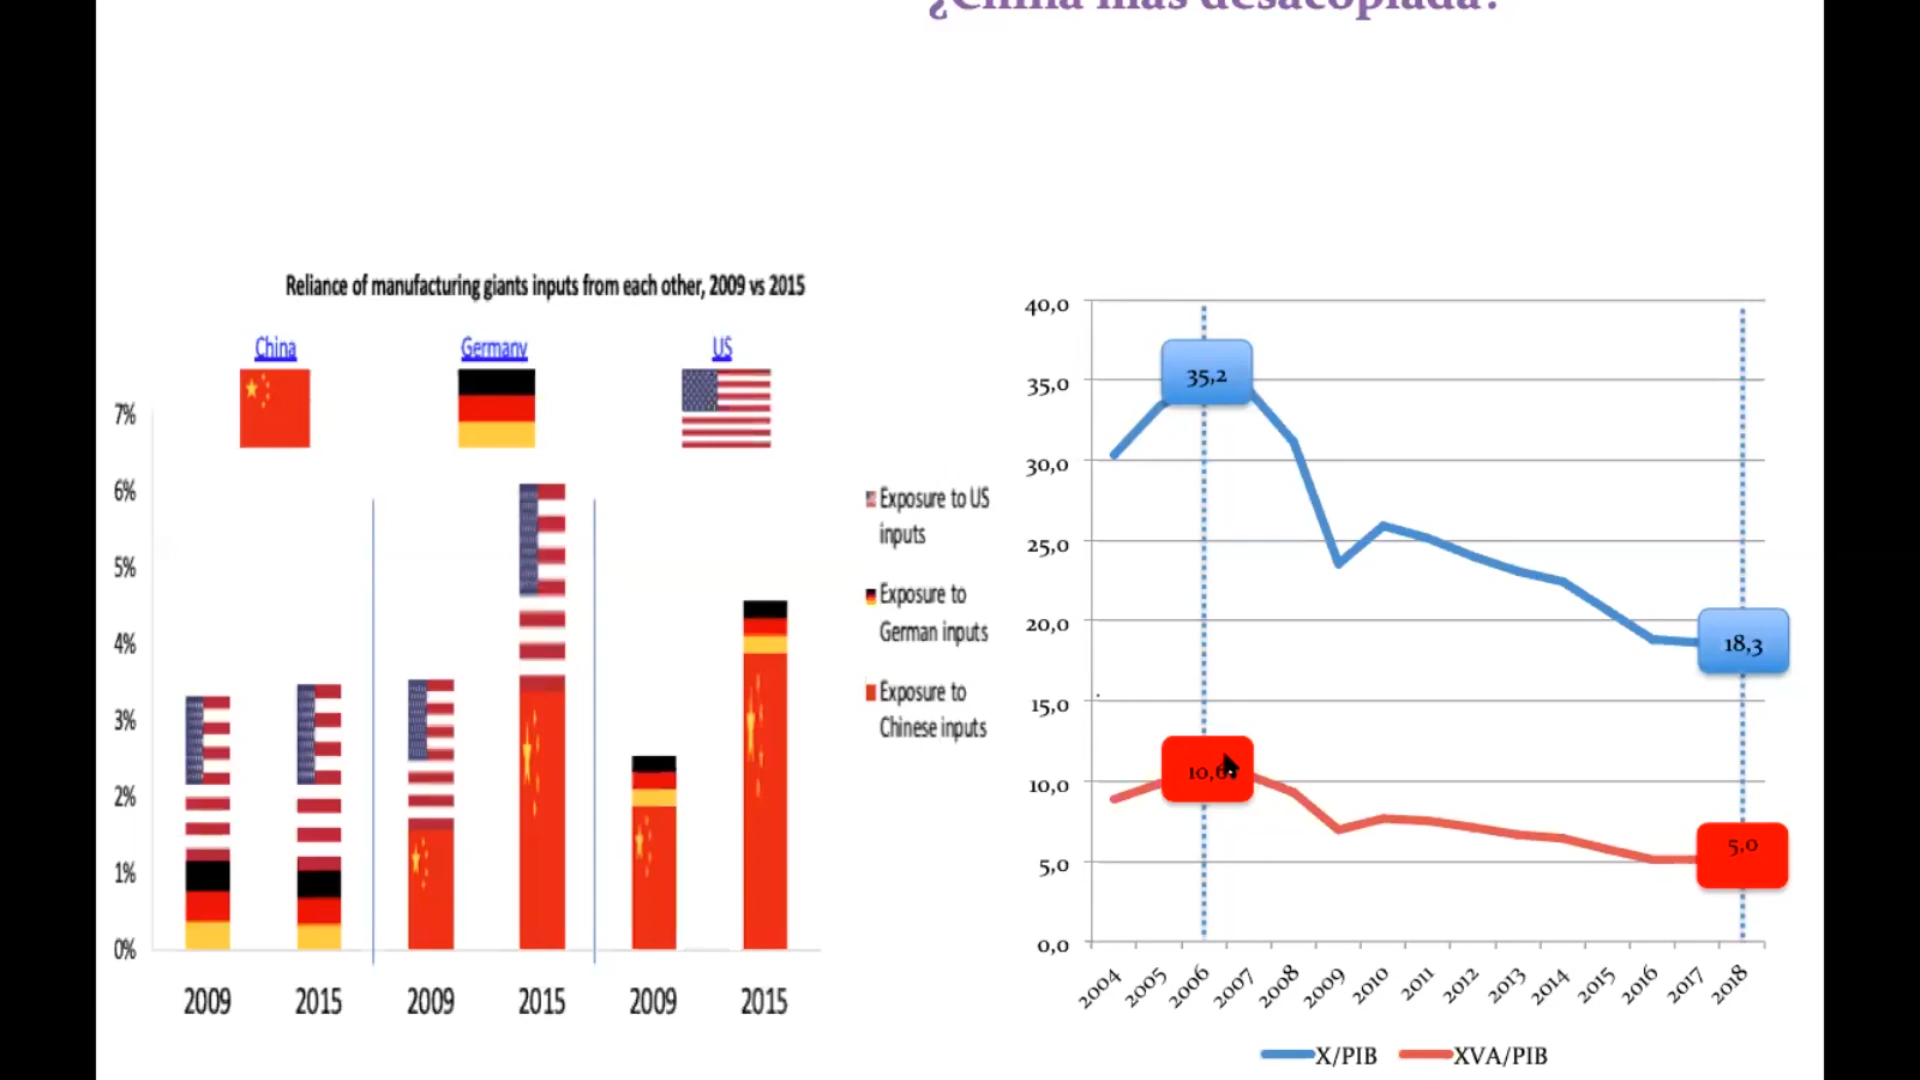 ¿China más desacoplada?
Reliance of manufacturing giants inputs from each other, 2009 vs 2015
China Germany US
7%
6%
5%
4%
3%
2%
1%
0%
2009 2015 2009 2015 2009 2015
Exposure to US
inputs
Exposure to
German inputs
Exposure to
Chinese inputs
40,0
35,0
30,0
25,0
20,0
15,0
10,0
5,0
0,0
35,2
18,3
5,0
2004 2005 2006 2007 2008 2009 2010 2011 2012 2013 2014 2015 2016 2017 2018
X/PIB XVA/PIB